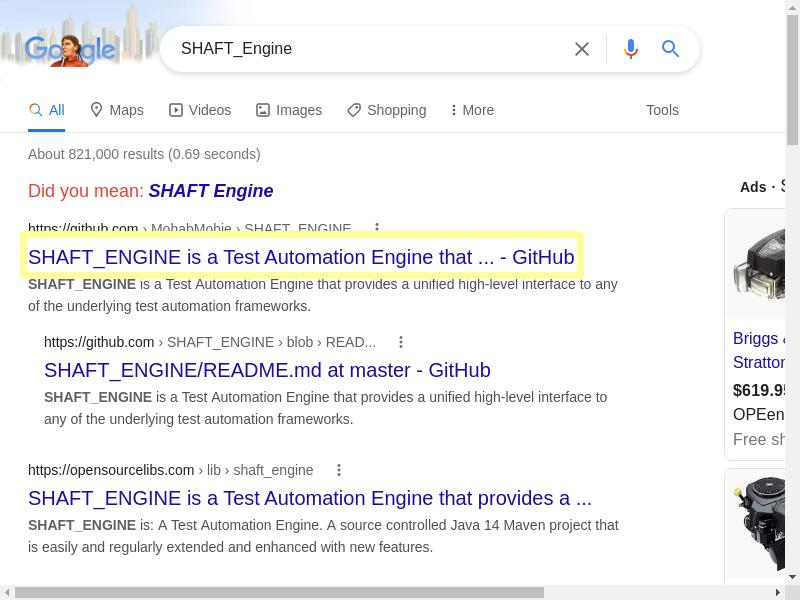 Google
SHAFT_Engine
All Maps Videos Images Shopping More Tools
About 821,000 results (0.69 seconds)
Did you mean: SHAFT Engine
https://github.com › MohabMohie › SHAFT_ENGINE
SHAFT_ENGINE is a Test Automation Engine that ... - GitHub
SHAFT_ENGINE is a Test Automation Engine that provides a unified high-level interface to any
of the underlying test automation frameworks.
https://github.com › SHAFT_ENGINE › blob › READ...
SHAFT_ENGINE/README.md at master - GitHub
SHAFT_ENGINE is a Test Automation Engine that provides a unified high-level interface to
any of the underlying test automation frameworks.
https://opensourcelibs.com › lib › shaft_engine
SHAFT_ENGINE is a Test Automation Engine that provides a ...
SHAFT_ENGINE is: A Test Automation Engine. A source controlled Java 14 Maven project that
is easily and regularly extended and enhanced with new features.
Ads ·
Briggs
Stratton
$619.9
OPEen
Free